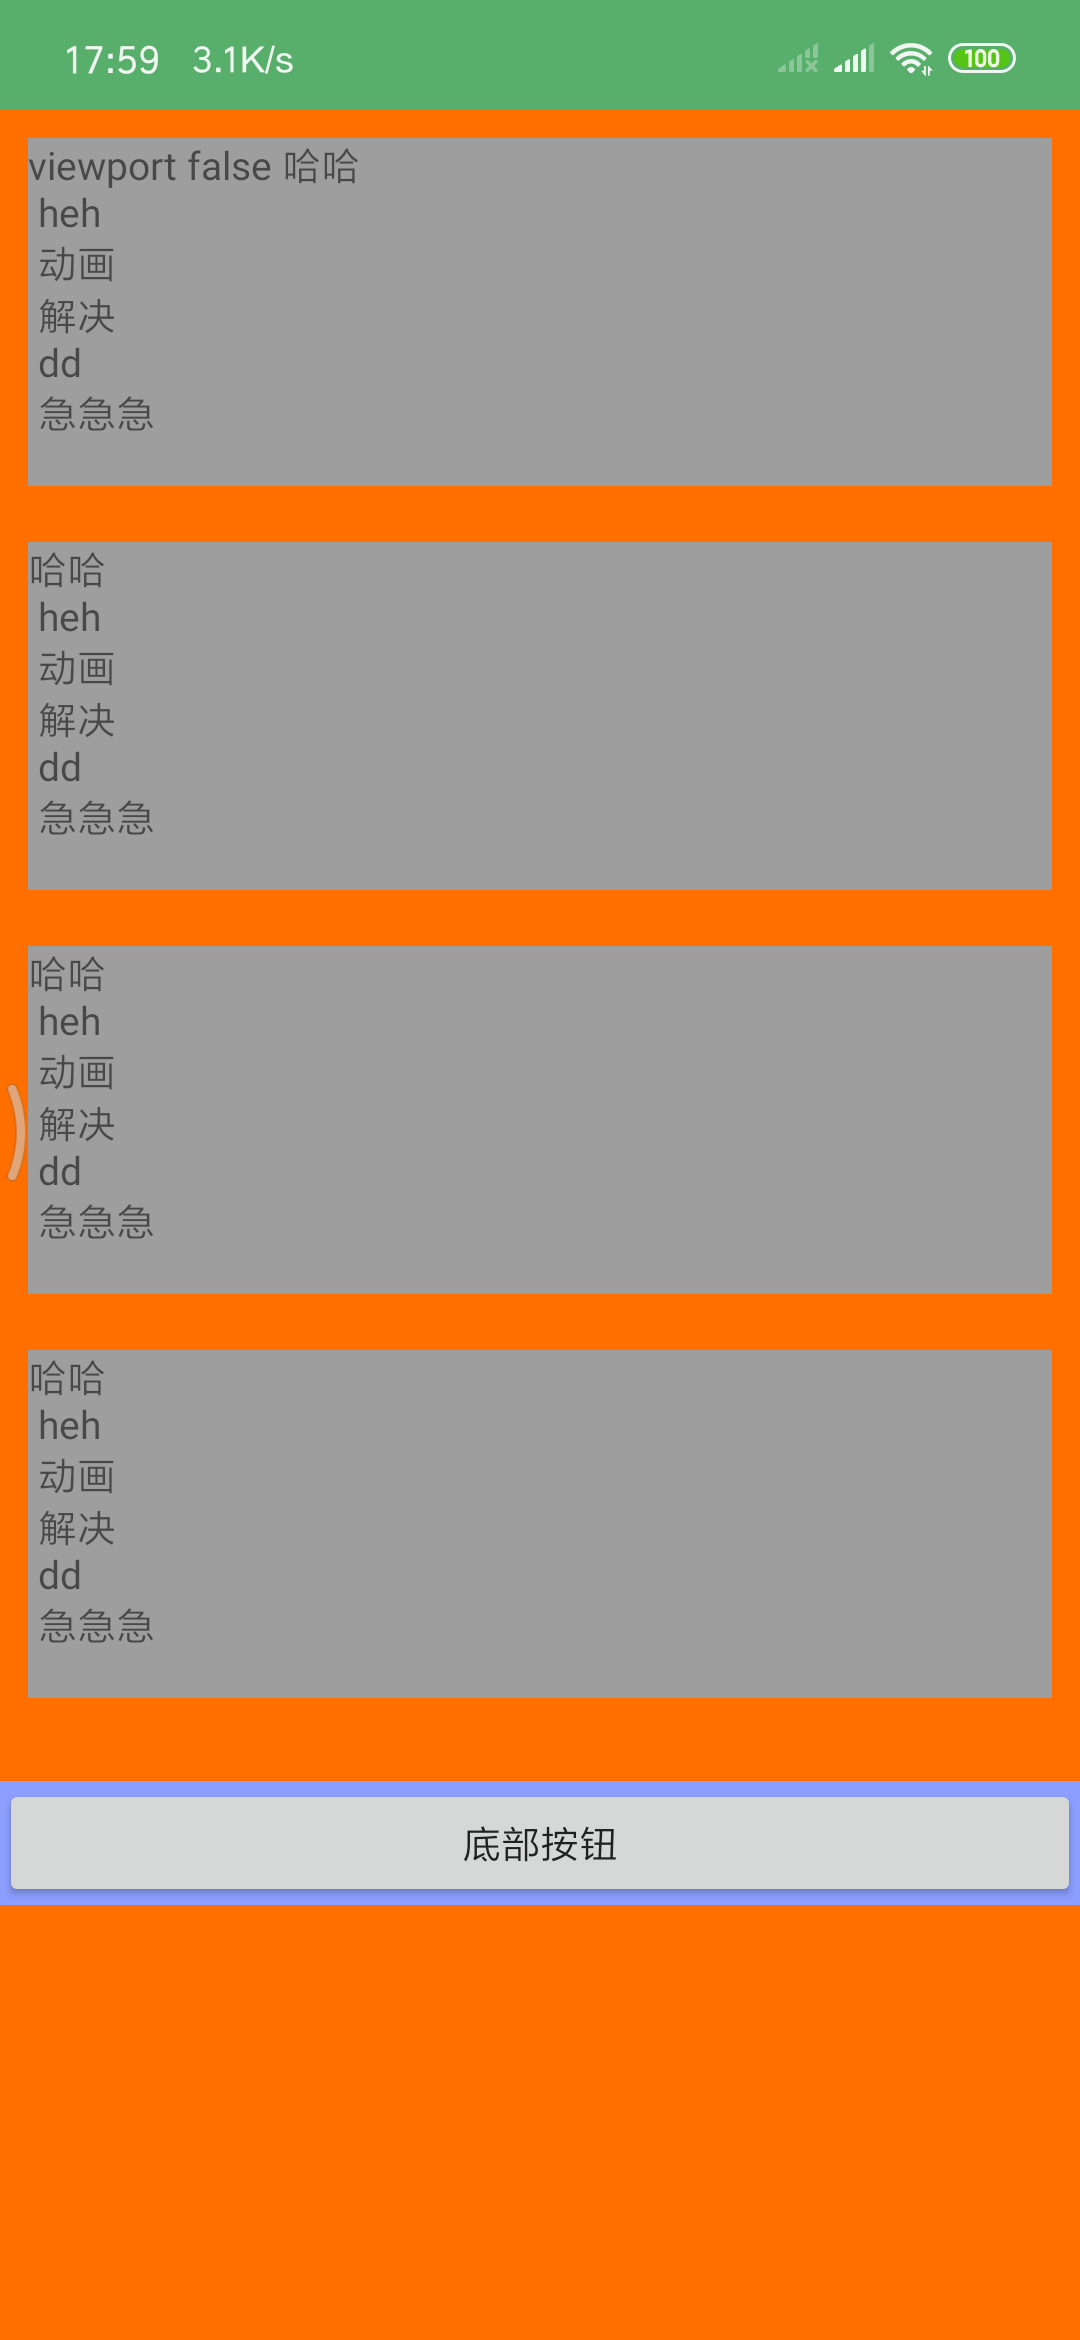 17:59 3.1K/s 100
viewport false 哈哈
heh
动画
解决
dd
急急急
哈哈
heh
动画
解决
dd
急急急
哈哈
heh
动画
解决
dd
急急急
哈哈
heh
动画
解决
dd
急急急
底部按钮